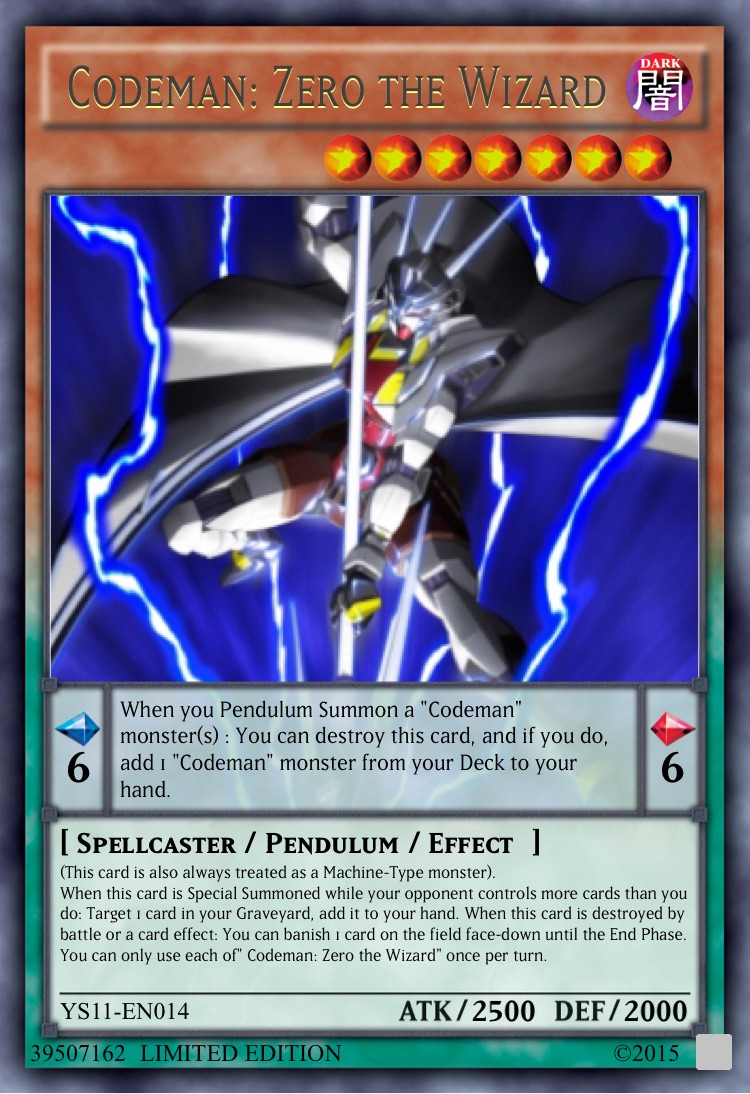 Codeman: Zero the Wizard
DARK
闇
When you Pendulum Summon a "Codeman"
monster(s) : You can destroy this card, and if you do,
add 1 "Codeman" monster from your Deck to your
hand.
6
6
[ Spellcaster / Pendulum / Effect ]
(This card is also always treated as a Machine-Type monster).
When this card is Special Summoned while your opponent controls more cards than you
do: Target 1 card in your Graveyard, add it to your hand. When this card is destroyed by
battle or a card effect: You can banish 1 card on the field face-down until the End Phase.
You can only use each of" Codeman: Zero the Wizard" once per turn.
YS11-EN014 ATK/2500 DEF/2000
39507162 LIMITED EDITION ©2015